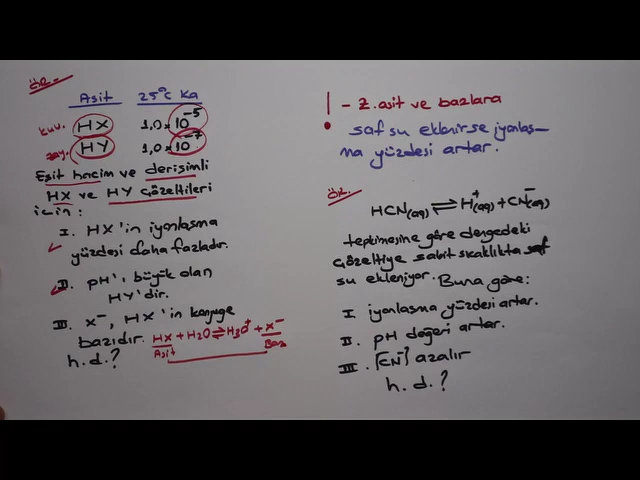 ör-
Asit 25°C Ka
kuv. HX 1,0x10⁻⁵
zay. HY 1,0x10⁻⁷
Eşit hacim ve derişimli
HX ve HY çözeltileri
için:
I. HX'in iyonlaşma
yüzdesi daha fazladır.
II. pH'ı büyük olan
HY'dir.
III. X⁻, HX'in konjuge
bazıdır. HX + H₂O ⇌ H₃O⁺ + X⁻
Asit Baz
h.d.?
! - Z. asit ve bazlara
saf su eklenirse iyonlaş-
ma yüzdesi artar.
ör.
HCN(aq) ⇌ H⁺(aq) + CN⁻(aq)
tepkimesine göre dengedeki
çözeltiye sabit sıcaklıkta saf
su ekleniyor. Buna göre:
I iyonlaşma yüzdesi artar.
II. pH değeri artar.
III. [CN⁻] azalır
h.d.?